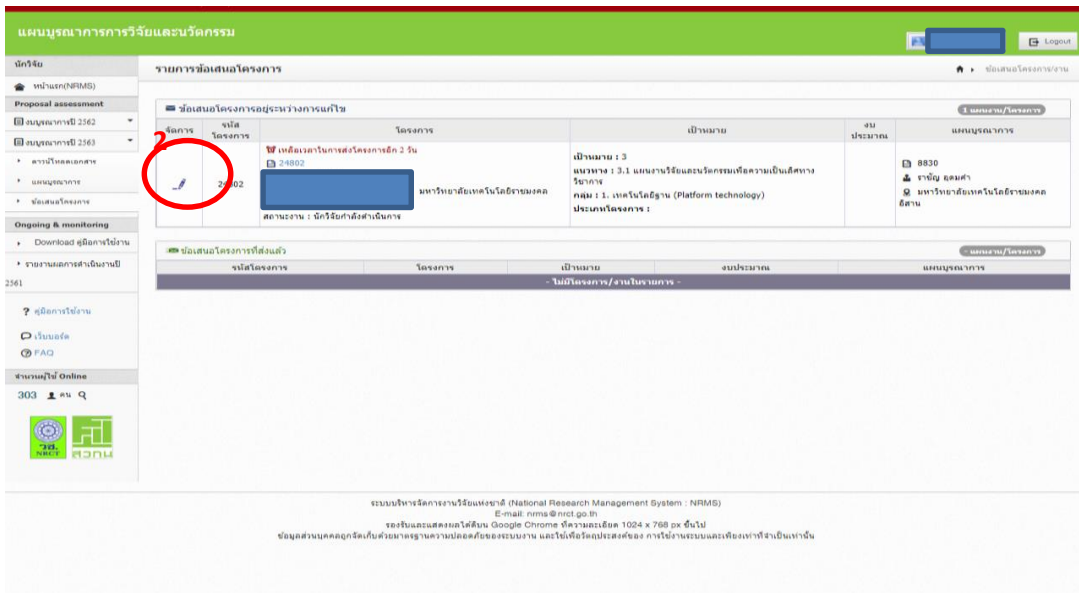 แผนบูรณาการการวิจัยและนวัตกรรม
Logout
นักวิจัย
หน้าแรก(NRMS)
Proposal assessment
งบบูรณาการปี 2562
งบบูรณาการปี 2563
ดาวน์โหลดเอกสาร
แผนบูรณาการ
ข้อเสนอโครงการ
Ongoing & monitoring
Download คู่มือการใช้งาน
รายงานผลการดำเนินงานปี
2561
คู่มือการใช้งาน
เว็บบอร์ด
FAQ
จำนวนผู้ใช้ Online
303 คน
วช.
NRCT
สวทน
รายการข้อเสนอโครงการ
ข้อเสนอโครงการ/งาน
ข้อเสนอโครงการอยู่ระหว่างการแก้ไข
1 แผนงาน/โครงการ
จัดการ
รหัสโครงการ
โครงการ
เป้าหมาย
งบประมาณ
แผนบูรณาการ
2
24802
เหลือเวลาในการส่งโครงการอีก 2 วัน
24802
มหาวิทยาลัยเทคโนโลยีราชมงคล
สถานะงาน : นักวิจัยกำลังดำเนินการ
เป้าหมาย : 3
แนวทาง : 3.1 แผนงานวิจัยและนวัตกรรมเพื่อความเป็นเลิศทาง
วิชาการ
กลุ่ม : 1. เทคโนโลยีฐาน (Platform technology)
ประเภทโครงการ :
8830
มหาวิทยาลัยเทคโนโลยีราชมงคล
อีสาน
ข้อเสนอโครงการที่ส่งแล้ว
- แผนงาน/โครงการ
รหัสโครงการ
โครงการ
เป้าหมาย
งบประมาณ
แผนบูรณาการ
- ไม่มีโครงการ/งานในรายการ -
ระบบบริหารจัดการงานวิจัยแห่งชาติ (National Research Management System : NRMS)
E-mail: nrms@nrct.go.th
รองรับและแสดงผลได้ดีบน Google Chrome ที่ความละเอียด 1024 x 768 px ขึ้นไป
ข้อมูลส่วนบุคคลถูกจัดเก็บด้วยมาตรฐานความปลอดภัยของระบบงาน และใช้เพื่อวัตถุประสงค์ของ การใช้งานระบบและเพียงเท่าที่จำเป็นเท่านั้น